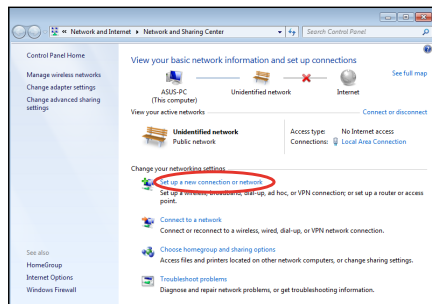 Network and Internet
Network and Sharing Center
Search Control Panel
Control Panel Home
Manage wireless networks
Change adapter settings
Change advanced sharing
settings
See also
HomeGroup
Internet Options
Windows Firewall
View your basic network information and set up connections
See full map
ASUS-PC
(This computer)
Unidentified network
Internet
View your active networks
Connect or disconnect
Unidentified network
Public network
Access type: No Internet access
Connections: Local Area Connection
Change your networking settings
Set up a new connection or network
Set up a wireless, broadband, dial-up, ad hoc, or VPN connection; or set up a router or access
point.
Connect to a network
Connect or reconnect to a wireless, wired, dial-up, or VPN network connection.
Choose homegroup and sharing options
Access files and printers located on other network computers, or change sharing settings.
Troubleshoot problems
Diagnose and repair network problems, or get troubleshooting information.